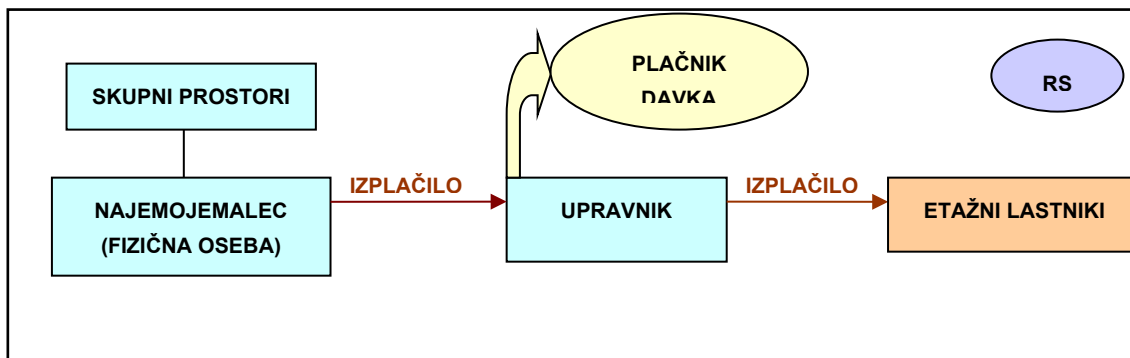 SKUPNI PROSTORI
NAJEMOJEMALEC
(FIZIČNA OSEBA)
IZPLAČILO
PLAČNIK
DAVKA
UPRAVNIK
IZPLAČILO
RS
ETAŽNI LASTNIKI